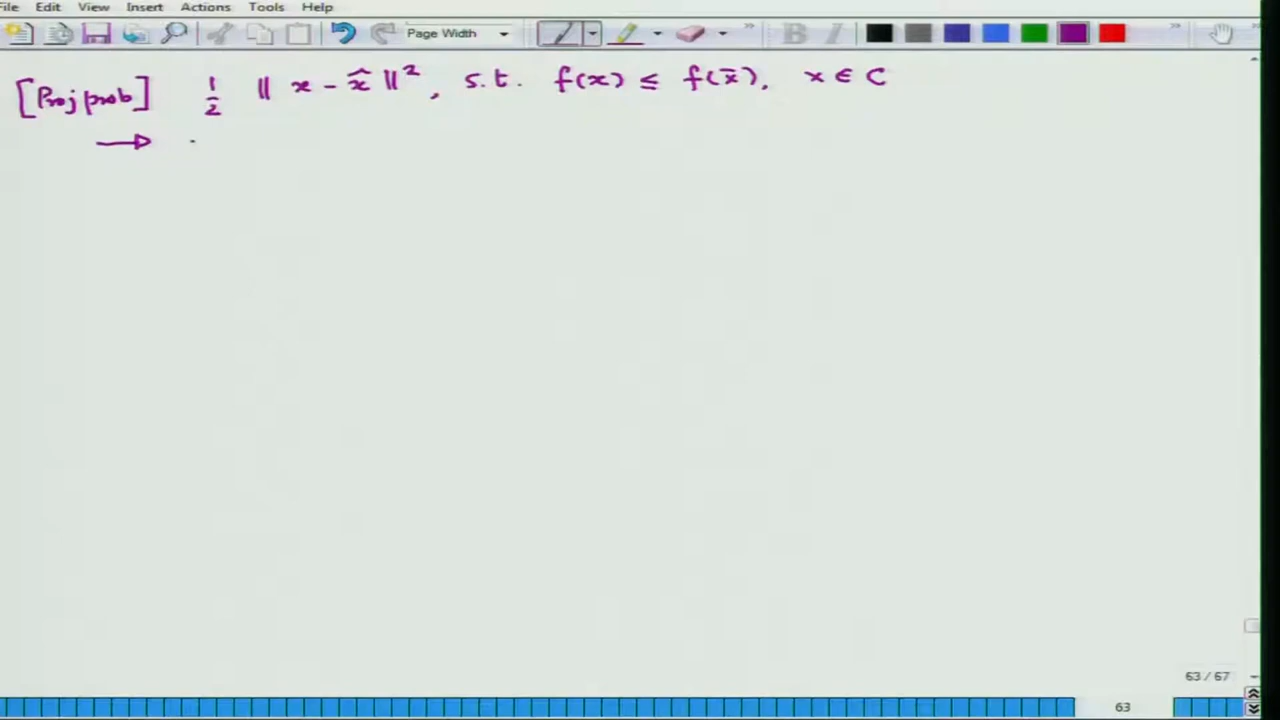 File Edit View Insert Actions Tools Help
Page Width
B I
[Proj prob] 1/2 ‖ x - x̂ ‖², s.t. f(x) ≤ f(x̄), x ∈ C
→
63 / 67
63